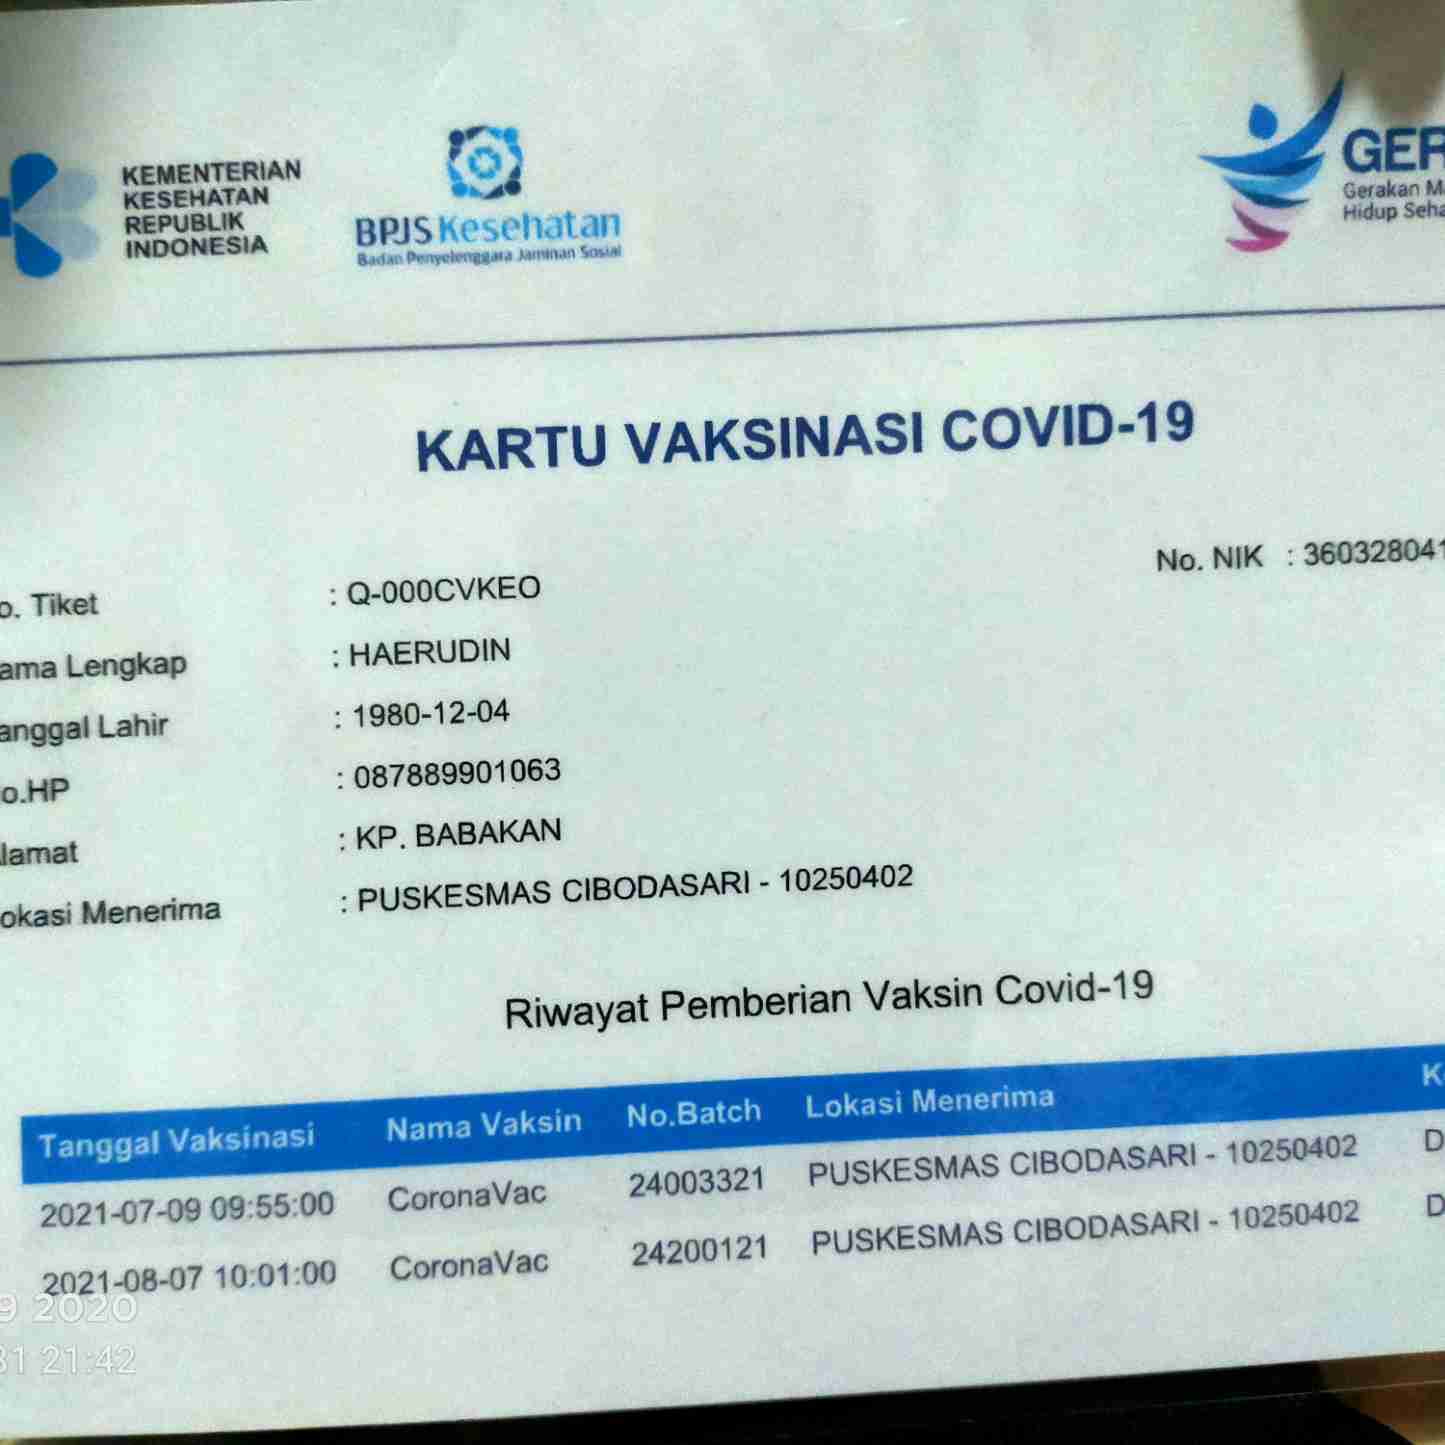 KEMENTERIAN
KESEHATAN
REPUBLIK
INDONESIA
BPJS Kesehatan
Badan Penyelenggara Jaminan Sosial
GER
Gerakan M
Hidup Seha
KARTU VAKSINASI COVID-19
No. NIK : 360328041
o. Tiket : Q-000CVKEO
ama Lengkap : HAERUDIN
anggal Lahir : 1980-12-04
o.HP : 087889901063
lamat : KP. BABAKAN
okasi Menerima : PUSKESMAS CIBODASARI - 10250402
Riwayat Pemberian Vaksin Covid-19
Tanggal Vaksinasi Nama Vaksin No.Batch Lokasi Menerima K
2021-07-09 09:55:00 CoronaVac 24003321 PUSKESMAS CIBODASARI - 10250402 D
2021-08-07 10:01:00 CoronaVac 24200121 PUSKESMAS CIBODASARI - 10250402 D
9 2020
31 21:42